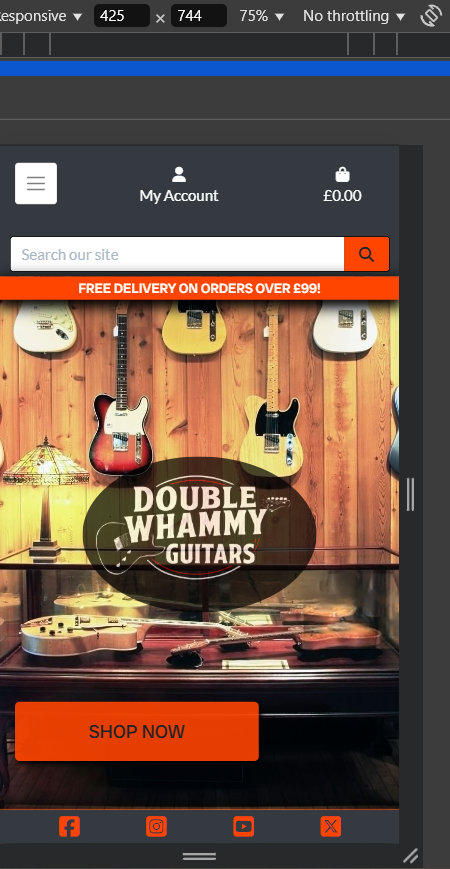 esponsive ▼ 425 × 744 75% ▼ No throttling ▼
My Account £0.00
Search our site
FREE DELIVERY ON ORDERS OVER £99!
DOUBLE
WHAMMY
GUITARS
SHOP NOW